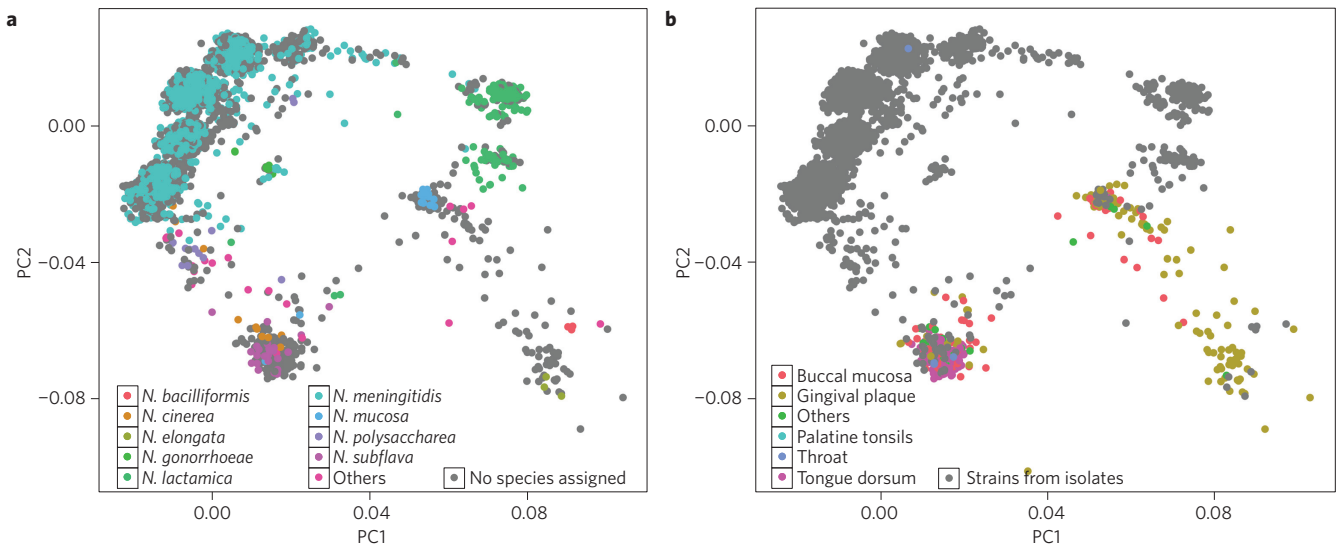 a
0.00
−0.04
−0.08
PC2
N. bacilliformis
N. cinerea
N. elongata
N. gonorrhoeae
N. lactamica
N. meningitidis
N. mucosa
N. polysaccharea
N. subflava
Others
No species assigned
0.00
0.04
0.08
PC1
b
0.00
−0.04
−0.08
PC2
Buccal mucosa
Gingival plaque
Others
Palatine tonsils
Throat
Tongue dorsum
Strains from isolates
0.00
0.04
0.08
PC1